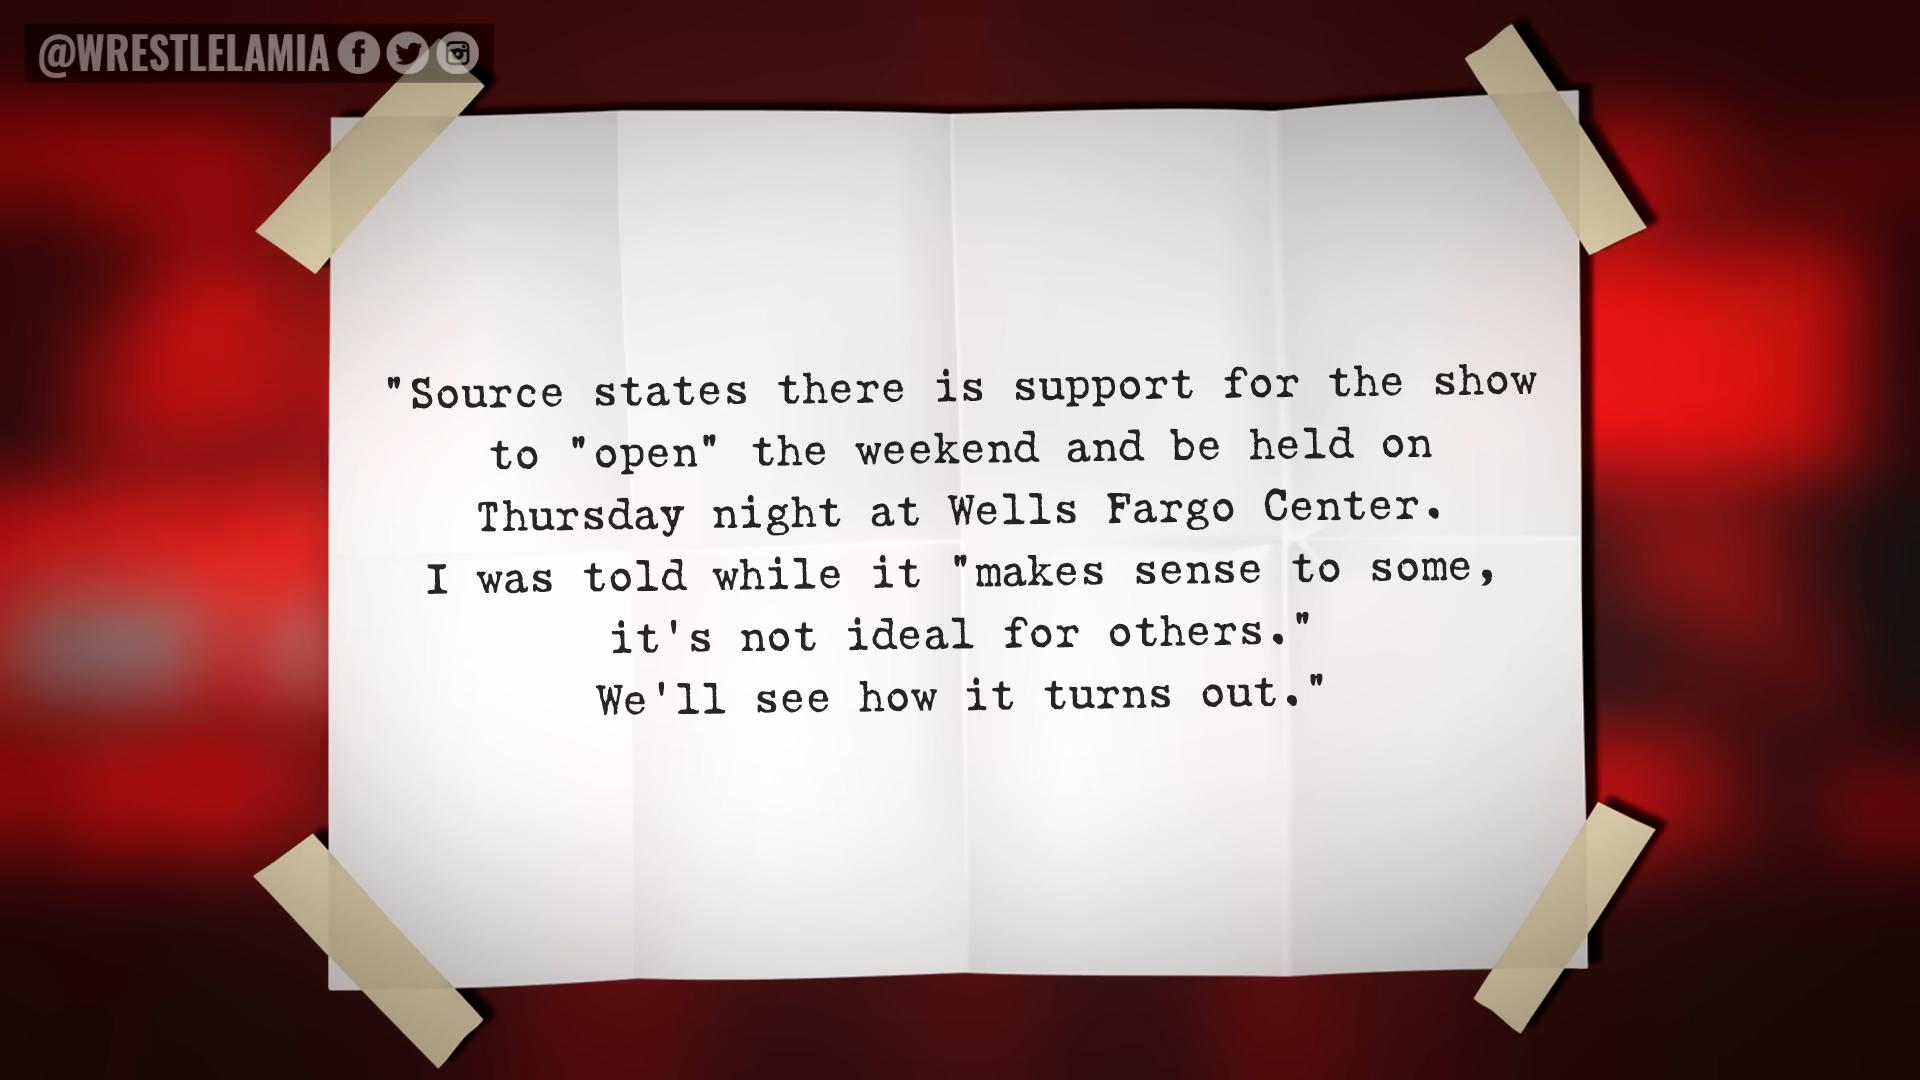 @WRESTLELAMIA
"Source states there is support for the show
to "open" the weekend and be held on
Thursday night at Wells Fargo Center.
I was told while it "makes sense to some,
it's not ideal for others."
We'll see how it turns out."